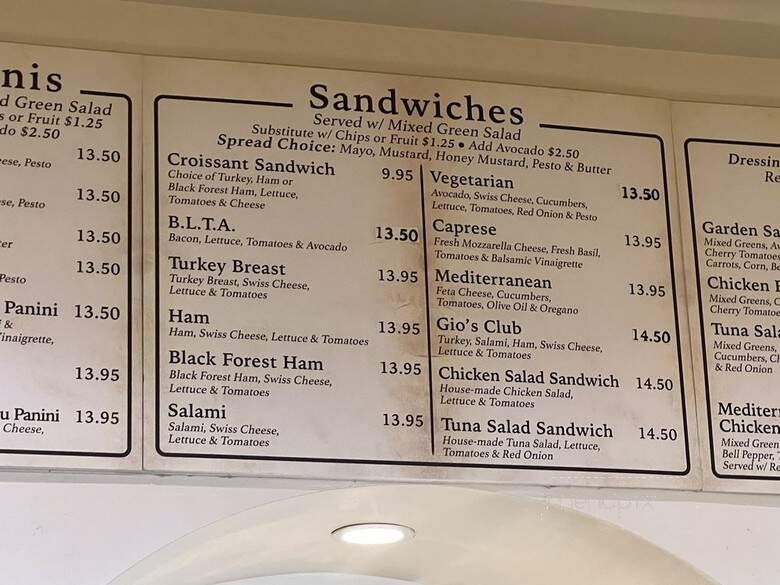 nis
d Green Salad
s or Fruit $1.25
do $2.50
ese, Pesto 13.50
se, Pesto 13.50
er 13.50
Pesto 13.50
Panini 13.50
&
inaigrette,
13.95
u Panini 13.95
Cheese,
Sandwiches
Served w/ Mixed Green Salad
Substitute w/ Chips or Fruit $1.25 • Add Avocado $2.50
Spread Choice: Mayo, Mustard, Honey Mustard, Pesto & Butter
Croissant Sandwich 9.95
Choice of Turkey, Ham or
Black Forest Ham, Lettuce,
Tomatoes & Cheese
B.L.T.A. 13.50
Bacon, Lettuce, Tomatoes & Avocado
Turkey Breast 13.95
Turkey Breast, Swiss Cheese,
Lettuce & Tomatoes
Ham 13.95
Ham, Swiss Cheese, Lettuce & Tomatoes
Black Forest Ham 13.95
Black Forest Ham, Swiss Cheese,
Lettuce & Tomatoes
Salami 13.95
Salami, Swiss Cheese,
Lettuce & Tomatoes
Vegetarian 13.50
Avocado, Swiss Cheese, Cucumbers,
Lettuce, Tomatoes, Red Onion & Pesto
Caprese 13.95
Fresh Mozzarella Cheese, Fresh Basil,
Tomatoes & Balsamic Vinaigrette
Mediterranean 13.95
Feta Cheese, Cucumbers,
Tomatoes, Olive Oil & Oregano
Gio's Club 14.50
Turkey, Salami, Ham, Swiss Cheese,
Lettuce & Tomatoes
Chicken Salad Sandwich 14.50
House-made Chicken Salad,
Lettuce & Tomatoes
Tuna Salad Sandwich 14.50
House-made Tuna Salad, Lettuce,
Tomatoes & Red Onion
Dressin
Re
Garden Sa
Mixed Greens, Av
Cherry Tomatoes
Carrots, Corn, Be
Chicken
Mixed Greens, C
Cherry Tomatoe
Tuna Sala
Mixed Greens,
Cucumbers, Ch
& Red Onion
Mediter
Chicken
Mixed Green
Bell Pepper,
Served w/ Re